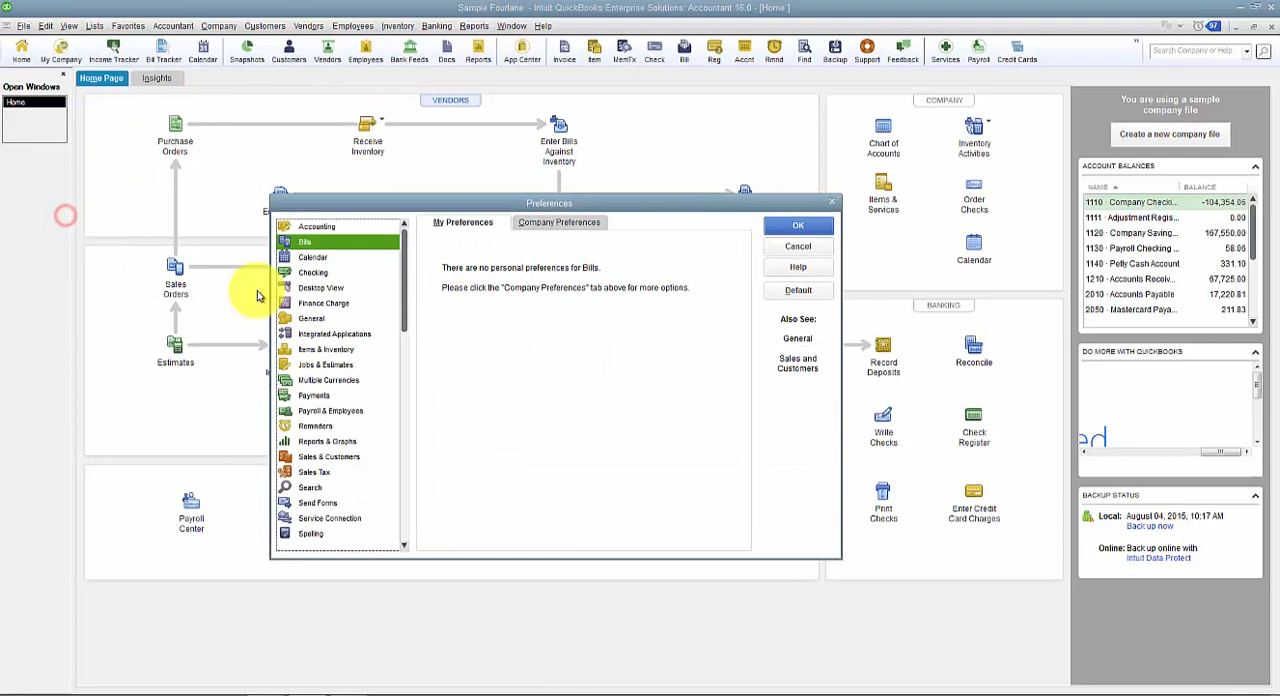 Sample Fourlane - Intuit QuickBooks Enterprise Solutions: Accountant 16.0 - [Home ]
File Edit View Lists Favorites Accountant Company Customers Vendors Employees Inventory Banking Reports Window Help
97
Home My Company Income Tracker Bill Tracker Calendar Snapshots Customers Vendors Employees Bank Feeds Docs Reports App Center Invoice Item MemTx Check Bill Reg Accnt Rmnd Find Backup Support Feedback Services Payroll Credit Cards
Search Company or Help
Open Windows
Home
Home Page Insights
VENDORS
Purchase
Orders
Receive
Inventory
Enter Bills
Against
Inventory
Sales
Orders
Estimates
Payroll
Center
Preferences
Accounting
Bills
Calendar
Checking
Desktop View
Finance Charge
General
Integrated Applications
Items & Inventory
Jobs & Estimates
Multiple Currencies
Payments
Payroll & Employees
Reminders
Reports & Graphs
Sales & Customers
Sales Tax
Search
Send Forms
Service Connection
Spelling
My Preferences Company Preferences
There are no personal preferences for Bills.
Please click the "Company Preferences" tab above for more options.
OK
Cancel
Help
Default
Also See:
General
Sales and
Customers
COMPANY
Chart of
Accounts
Inventory
Activities
Items &
Services
Order
Checks
Calendar
BANKING
Record
Deposits
Reconcile
Write
Checks
Check
Register
Print
Checks
Enter Credit
Card Charges
You are using a sample
company file
Create a new company file
ACCOUNT BALANCES
NAME BALANCE
1110 · Company Checki... -104,354.06
1111 · Adjustment Regis... 0.00
1120 · Company Saving... 167,550.00
1130 · Payroll Checking ... 58.06
1140 · Petty Cash Account 331.10
1210 · Accounts Receiv... 67,725.00
2010 · Accounts Payable 17,220.81
2050 · Mastercard Paya... 211.83
DO MORE WITH QUICKBOOKS
ed
BACKUP STATUS
Local: August 04, 2015, 10:17 AM
Back up now
Online: Back up online with
Intuit Data Protect